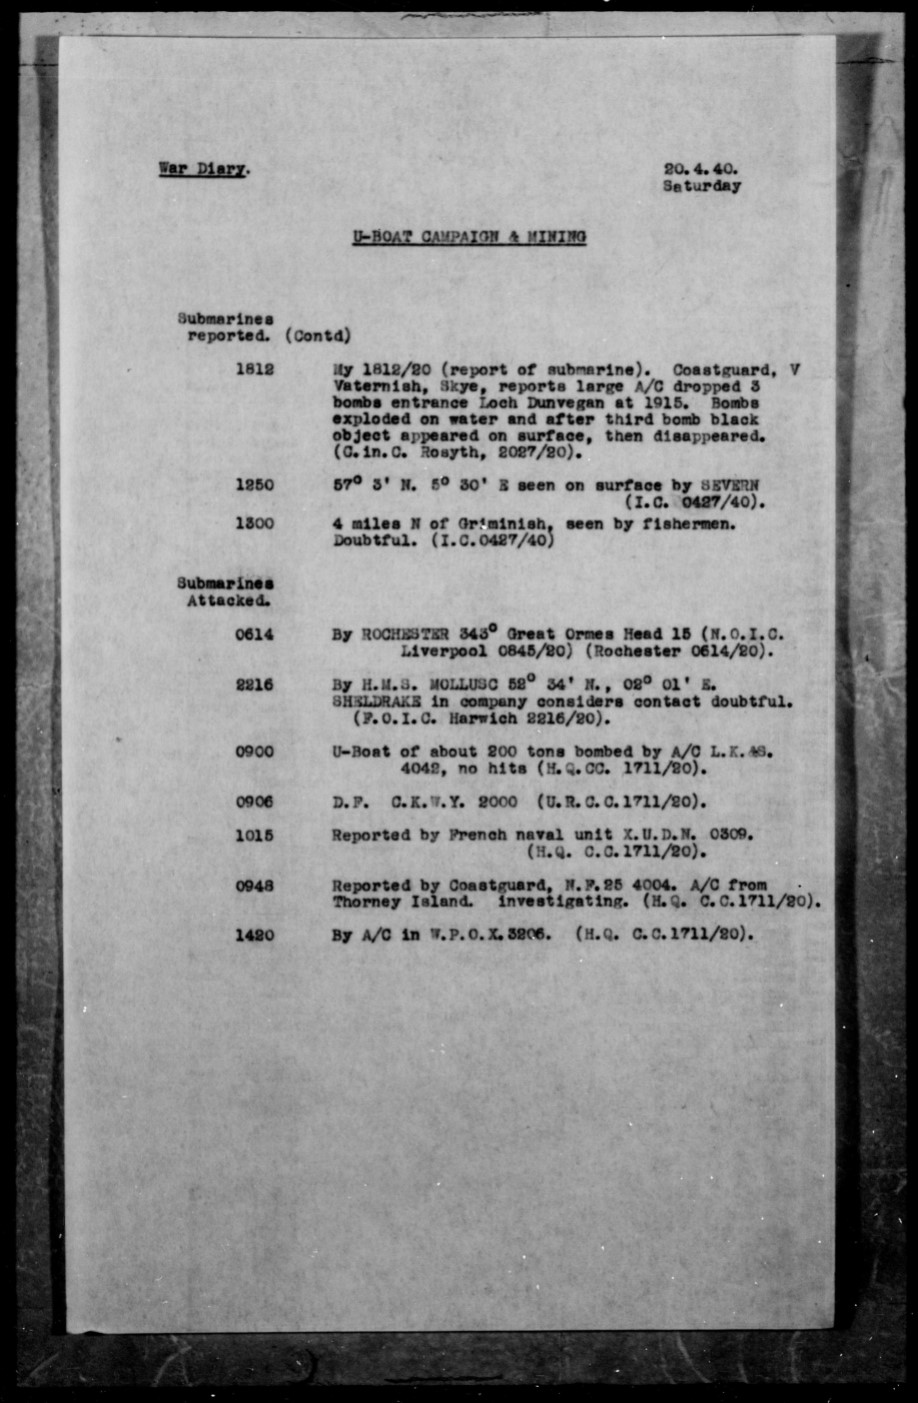 War Diary.
20.4.40.
Saturday
U-BOAT CAMPAIGN & MINING
Submarines
reported. (Contd)
1812 My 1812/20 (report of submarine). Coastguard, V
Vaternish, Skye, reports large A/C dropped 3
bombs entrance Loch Dunvegan at 1915. Bombs
exploded on water and after third bomb black
object appeared on surface, then disappeared.
(C.in.C. Rosyth, 2027/20).
1250 57° 3' N. 5° 30' E seen on surface by SEVERN
(I.C. 0427/40).
1300 4 miles N of Griminish, seen by fishermen.
Doubtful. (I.C.0427/40)
Submarines
Attacked.
0614 By ROCHESTER 343° Great Ormes Head 15 (N.O.I.C.
Liverpool 0845/20) (Rochester 0614/20).
2216 By H.M.S. MOLLUSC 52° 34' N., 02° 01' E.
SHELDRAKE in company considers contact doubtful.
(F.O.I.C. Harwich 2216/20).
0900 U-Boat of about 200 tons bombed by A/C
4042, no hits (H.Q.CC. 1711/20).
0906 D.F. C.K.W.Y. 2000 (U.R.C.C.1711/20).
1015 Reported by French naval unit X.U.D.N. 0309.
(H.Q. C.C.1711/20).
0948 Reported by Coastguard, N.F.25 4004. A/C from
Thorney Island. investigating. (H.Q. C.C.1711/20).
1420 By A/C in W.P.O.X.3206. (H.Q. C.C.1711/20).